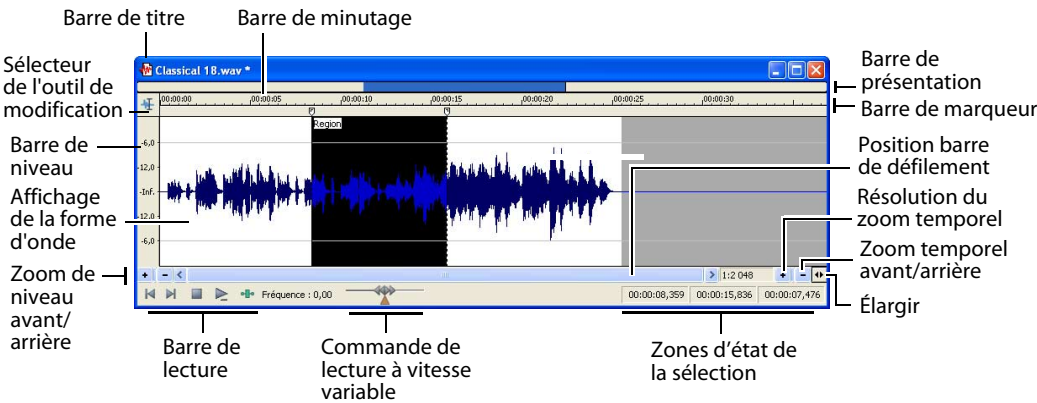 Barre de titre
Barre de minutage
Sélecteur
de l'outil de
modification
Barre de
niveau
Affichage
de la forme
d'onde
Zoom de
niveau
avant/
arrière
Classical 18.wav *
00:00:00 00:00:05 00:00:10 00:00:15 00:00:20 00:00:25 00:00:30
Region
-6,0
-12.0
-Inf.
-12.0
-6,0
1:2 048
Fréquence : 0,00
00:00:08,359 00:00:15,836 00:00:07,476
Barre de
présentation
Barre de marqueur
Position barre
de défilement
Résolution du
zoom temporel
Zoom temporel
avant/arrière
Élargir
Barre de
lecture
Commande de
lecture à vitesse
variable
Zones d’état de
la sélection